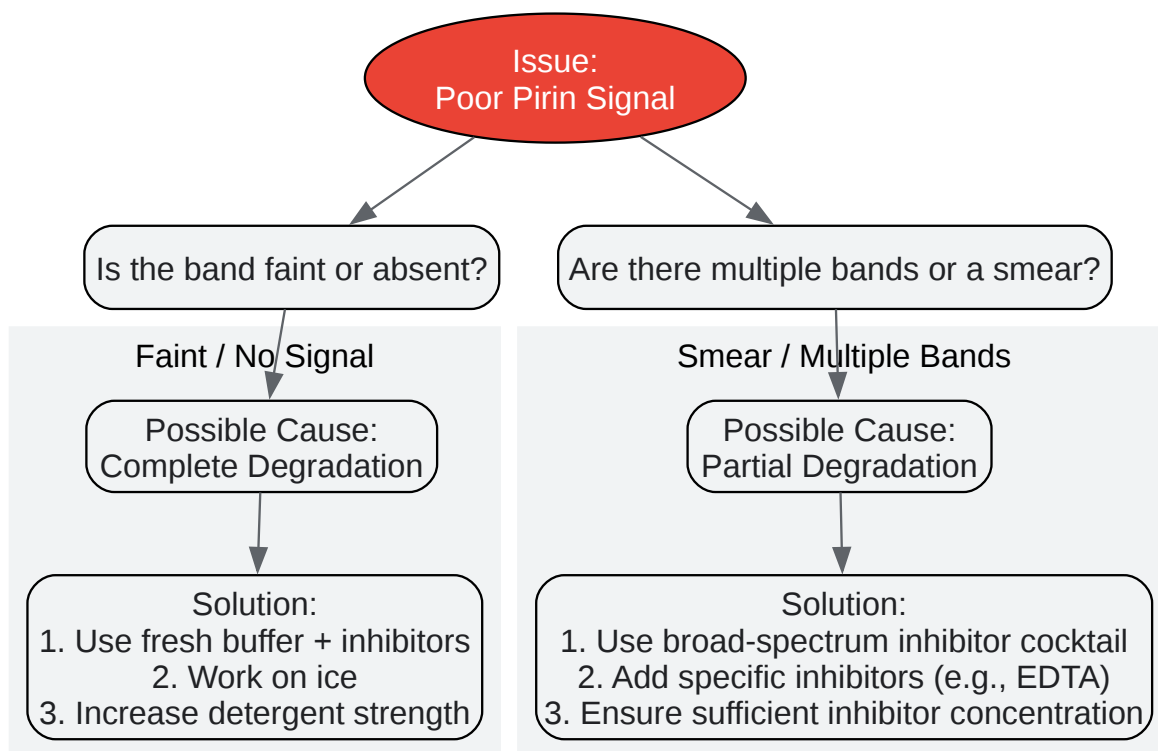 Issue:
Poor Pirin Signal
Is the band faint or absent?
Are there multiple bands or a smear?
Faint / No Signal
Smear / Multiple Bands
Possible Cause:
Complete Degradation
Possible Cause:
Partial Degradation
Solution:
1. Use fresh buffer + inhibitors
2. Work on ice
3. Increase detergent strength
Solution:
1. Use broad-spectrum inhibitor cocktail
2. Add specific inhibitors (e.g., EDTA)
3. Ensure sufficient inhibitor concentration